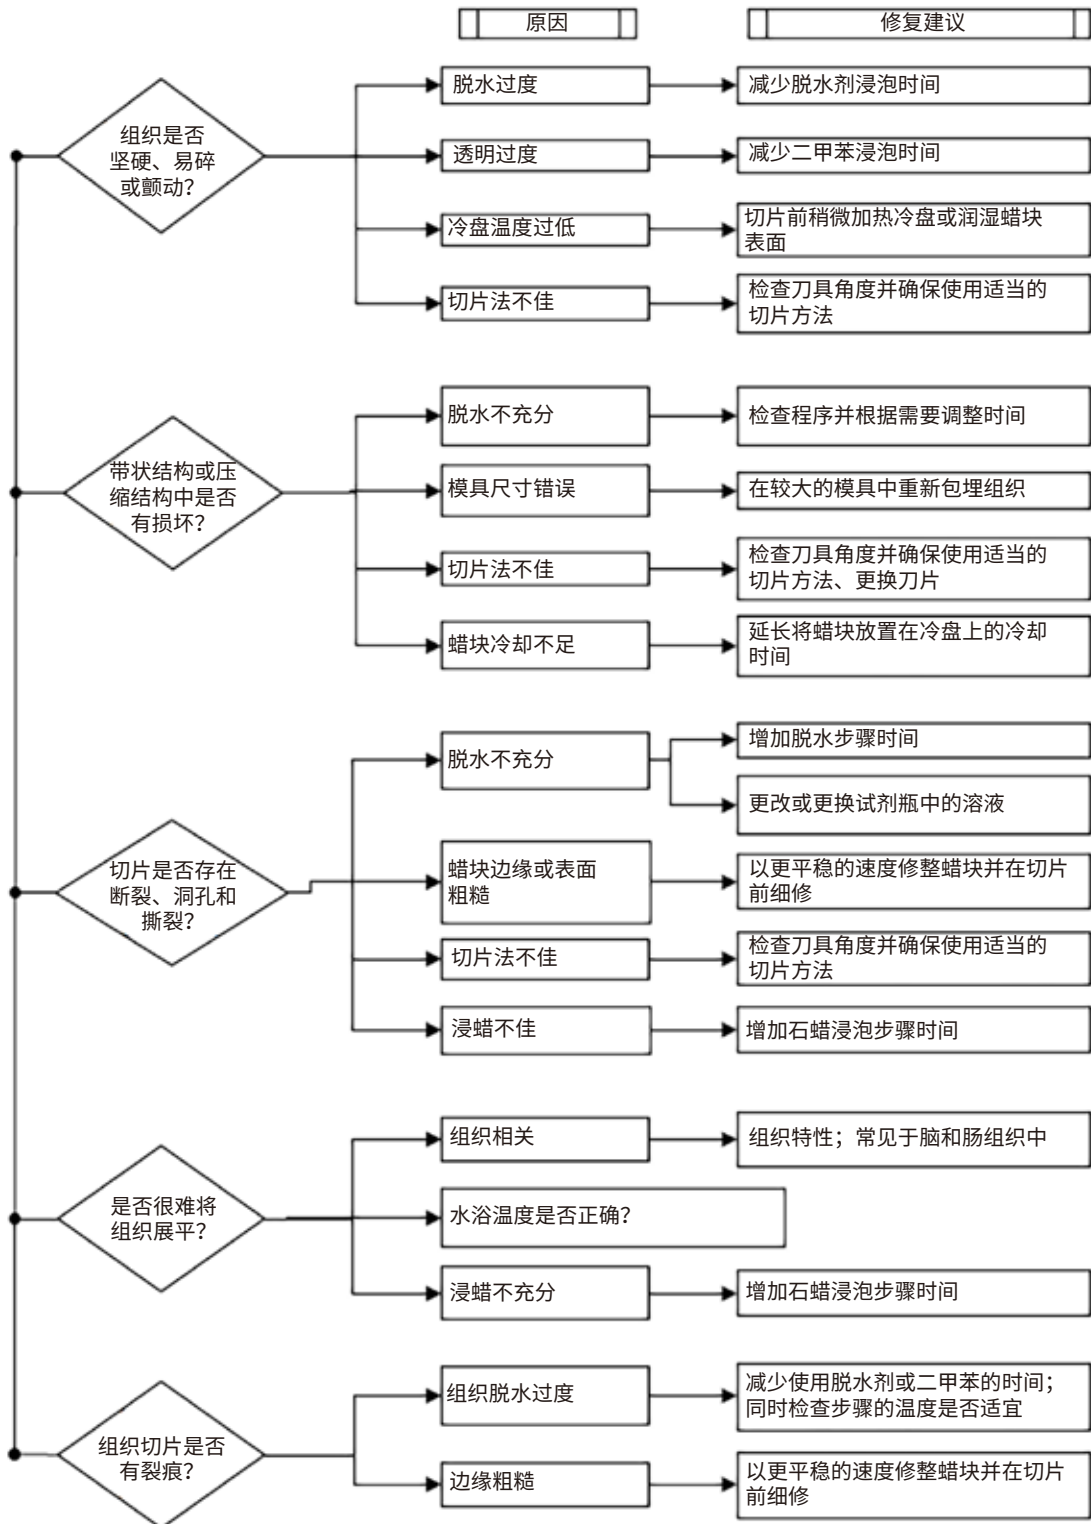 原因
修复建议
组织是否
坚硬、易碎
或颤动?
脱水过度
减少脱水剂浸泡时间
透明过度
减少二甲苯浸泡时间
冷盘温度过低
切片前稍微加热冷盘或润湿蜡块
表面
切片法不佳
检查刀具角度并确保使用适当的
切片方法
带状结构或压
缩结构中是否
有损坏?
脱水不充分
检查程序并根据需要调整时间
模具尺寸错误
在较大的模具中重新包埋组织
切片法不佳
检查刀具角度并确保使用适当的
切片方法、更换刀片
蜡块冷却不足
延长将蜡块放置在冷盘上的冷却
时间
切片是否存在
断裂、洞孔和
撕裂?
脱水不充分
增加脱水步骤时间
更改或更换试剂瓶中的溶液
蜡块边缘或表面
粗糙
以更平稳的速度修整蜡块并在切片
前细修
切片法不佳
检查刀具角度并确保使用适当的
切片方法
浸蜡不佳
增加石蜡浸泡步骤时间
是否很难将
组织展平?
组织相关
组织特性；常见于脑和肠组织中
水浴温度是否正确?
浸蜡不充分
增加石蜡浸泡步骤时间
组织切片是否
有裂痕?
组织脱水过度
减少使用脱水剂或二甲苯的时间；
同时检查步骤的温度是否适宜
边缘粗糙
以更平稳的速度修整蜡块并在切片
前细修